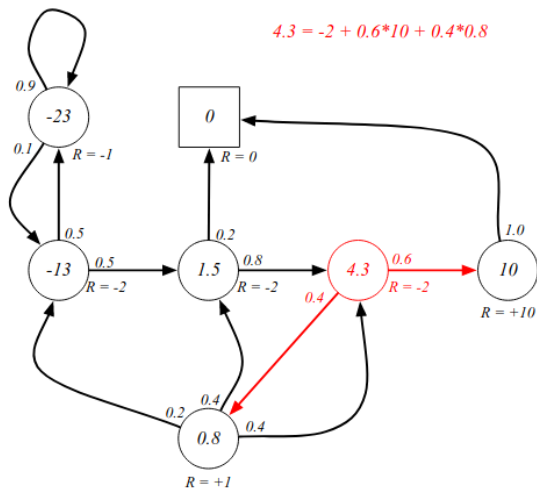 4.3 = -2 + 0.6*10 + 0.4*0.8
0.9
-23
0
0.1
R = -1
R = 0
0.5
0.2
1.0
-13
0.5
R = -2
1.5
0.8
R = -2
4.3
0.6
R = -2
10
R = +10
0.4
0.2
0.4
0.4
0.8
R = +1